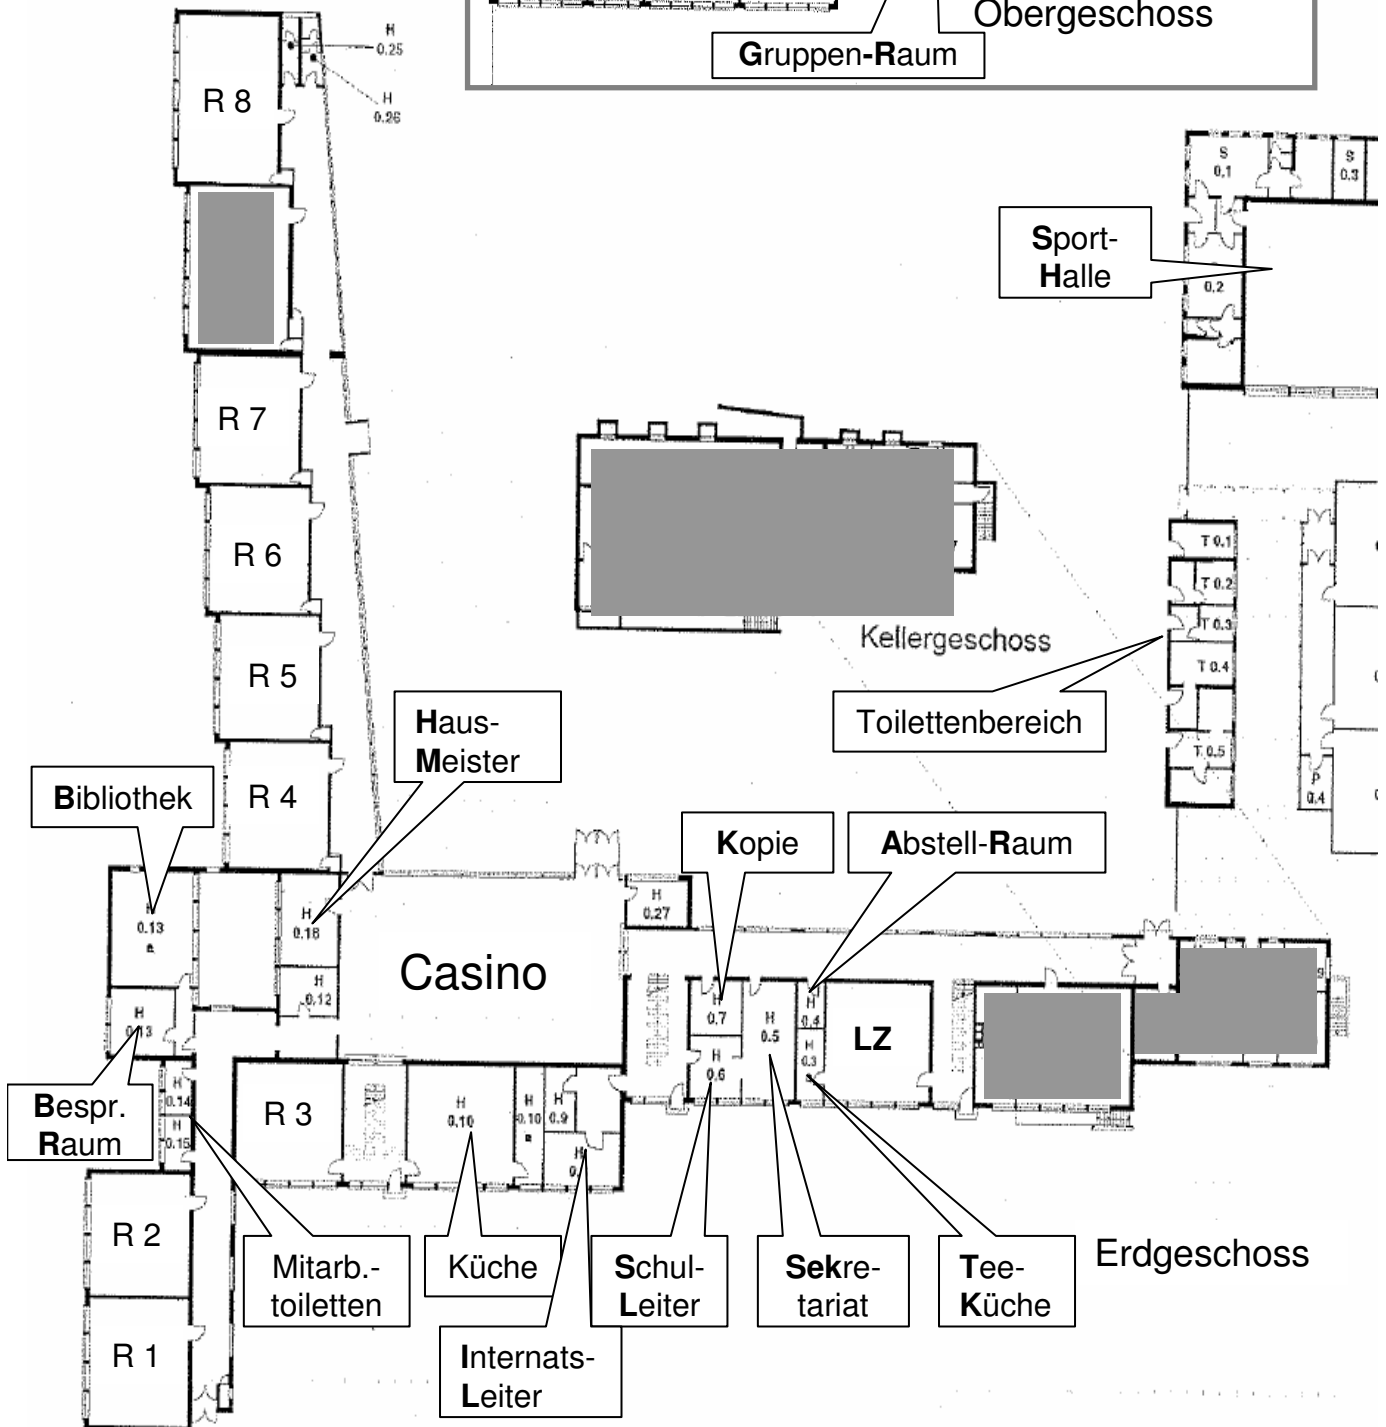 Obergeschoss
Gruppen-Raum
H
0.25
H
0.26
R 8
S
0.1
S
0.3
Sport-
Halle
0.2
R 7
R 6
T 0.1
T 0.2
T 0.3
T 0.4
T 0.5
Kellergeschoss
R 5
Toilettenbereich
Haus-
Meister
R 4
P
0.4
Bibliothek
Kopie
Abstell-Raum
H
0.13
a
H
0.18
H
0.27
H
0.12
Casino
H
0.13
H
0.7
H
0.5
H
0.4
H
0.3
H
0.6
LZ
S
Bespr.
Raum
H
0.14
H
0.15
R 3
H
0.10
H
0.10
a
H
0.9
H
R 2
Mitarb.-
toiletten
Küche
Schul-
Leiter
Sekre-
tariat
Tee-
Küche
Erdgeschoss
R 1
Internats-
Leiter